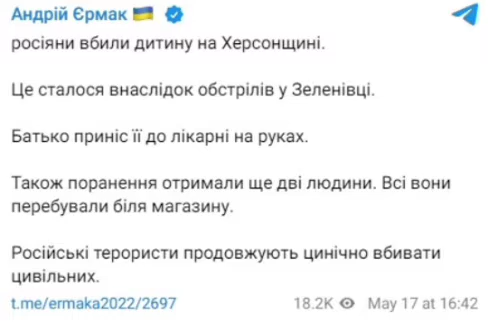 Андрій Єрмак 🇺🇦
росіяни вбили дитину на Херсонщині.
Це сталося внаслідок обстрілів у Зеленівці.
Батько приніс її до лікарні на руках.
Також поранення отримали ще дві людини. Всі вони
перебували біля магазину.
Російські терористи продовжують цинічно вбивати
цивільних.
t.me/ermaka2022/2697 18.2K May 17 at 16:42